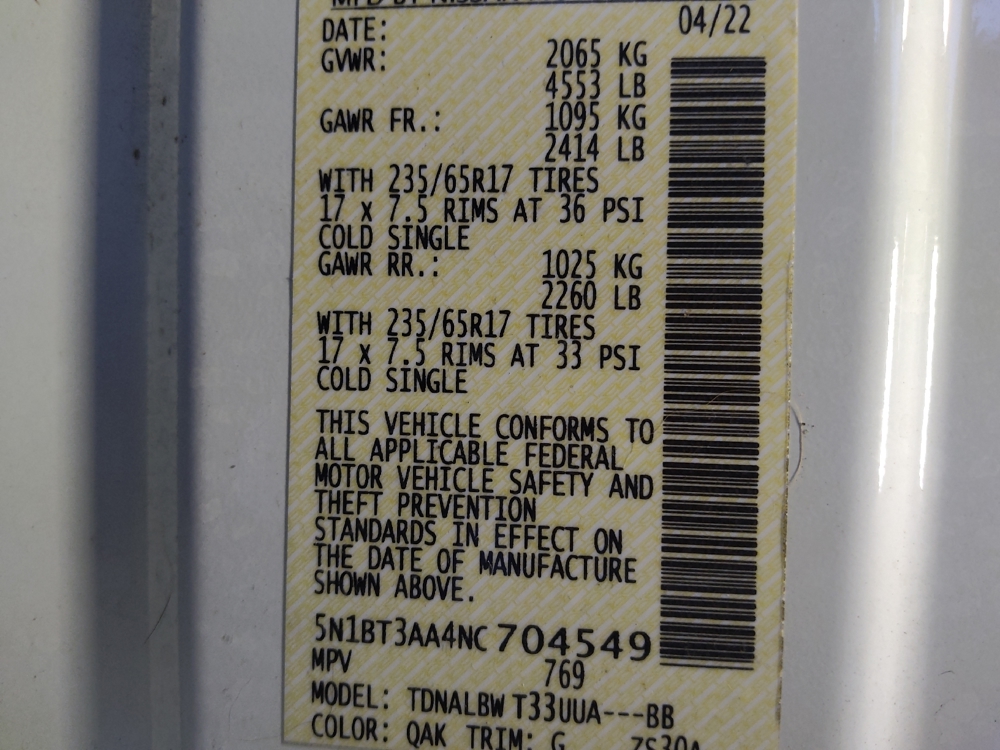 MFD BY NISSAN
DATE: 04/22
GVWR: 2065 KG
4553 LB
GAWR FR.: 1095 KG
2414 LB
WITH 235/65R17 TIRES
17 x 7.5 RIMS AT 36 PSI
COLD SINGLE
GAWR RR.: 1025 KG
2260 LB
WITH 235/65R17 TIRES
17 x 7.5 RIMS AT 33 PSI
COLD SINGLE
THIS VEHICLE CONFORMS TO
ALL APPLICABLE FEDERAL
MOTOR VEHICLE SAFETY AND
THEFT PREVENTION
STANDARDS IN EFFECT ON
THE DATE OF MANUFACTURE
SHOWN ABOVE.
5N1BT3AA4NC704549
MPV 769
MODEL: TDNALBW T33UUA---BB
COLOR: QAK TRIM: G ZS30A